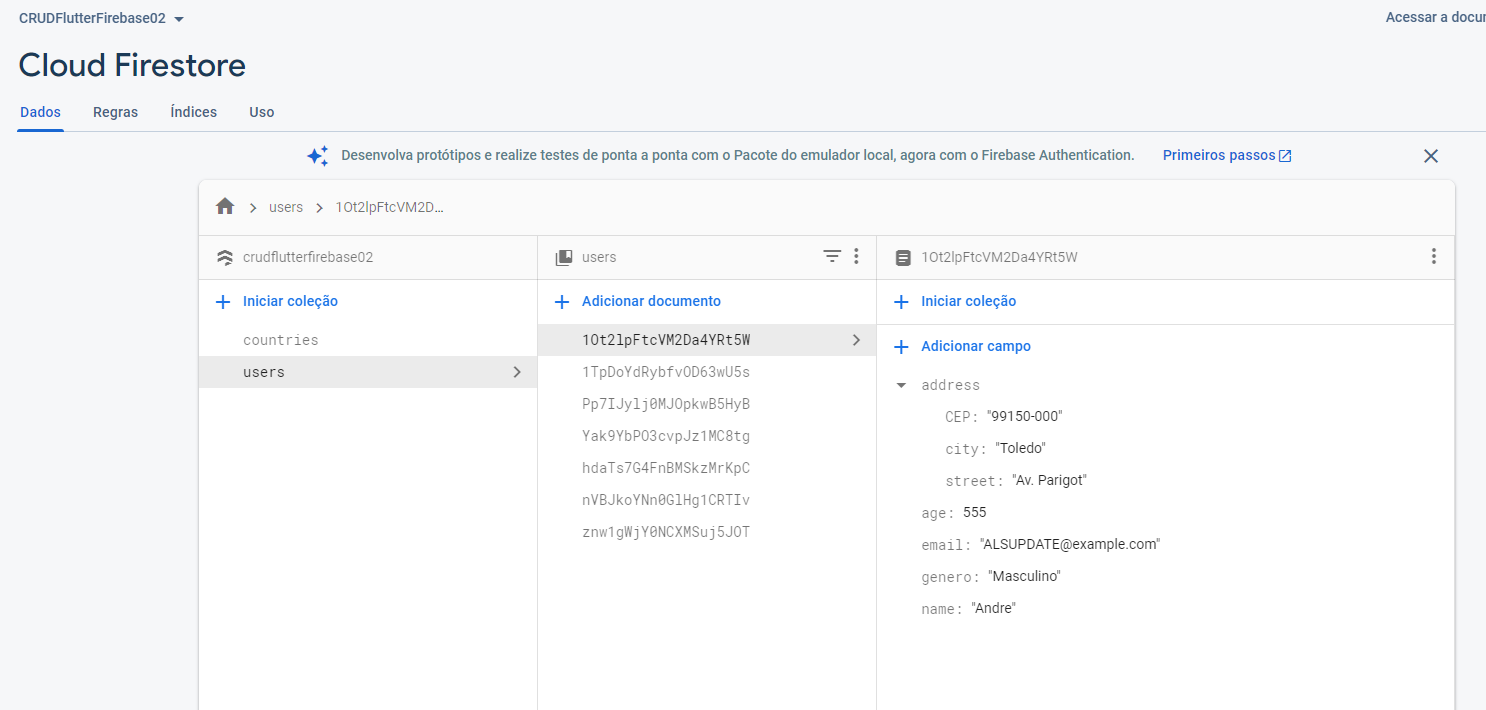 CRUDFlutterFirebase02
Acessar a docu
Cloud Firestore
Dados Regras Índices Uso
Desenvolva protótipos e realize testes de ponta a ponta com o Pacote do emulador local, agora com o Firebase Authentication. Primeiros passos
users 1Ot2lpFtcVM2D...
crudflutterfirebase02
Iniciar coleção
countries
users
users
Adicionar documento
1Ot2lpFtcVM2Da4YRt5W
1TpDoYdRybfvOD63wU5s
Pp7IJylj0MJOpkwB5HyB
Yak9YbPO3cvpJz1MC8tg
hdaTs7G4FnBMSkzMrKpC
nVBJkoYNn0GlHg1CRTIv
znw1gWjY0NCXMSuj5JOT
1Ot2lpFtcVM2Da4YRt5W
Iniciar coleção
Adicionar campo
address
CEP: "99150-000"
city: "Toledo"
street: "Av. Parigot"
age: 555
email: "ALSUPDATE@example.com"
genero: "Masculino"
name: "Andre"